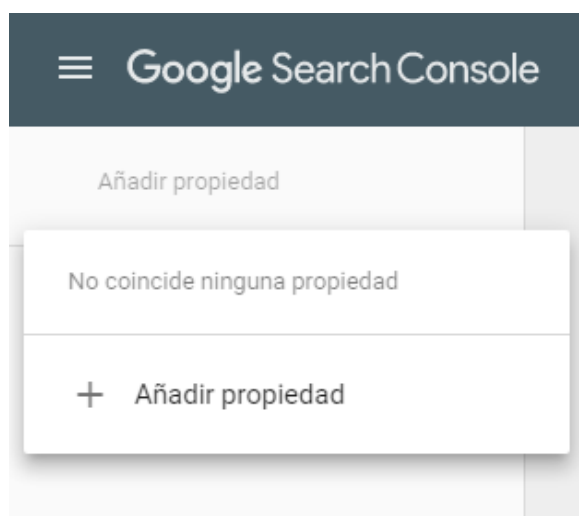 Google Search Console
Añadir propiedad
No coincide ninguna propiedad
Añadir propiedad